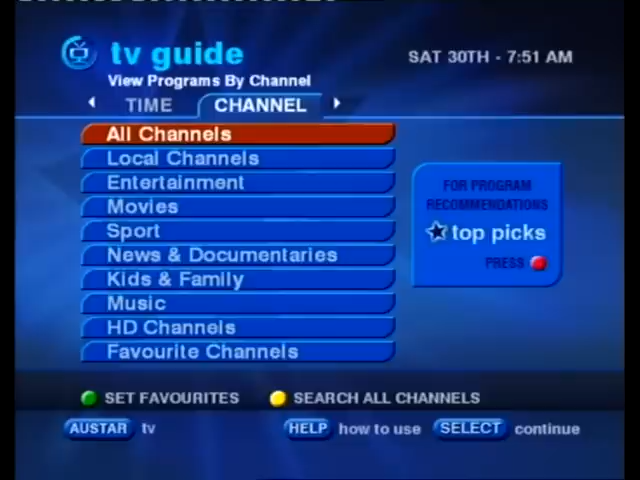 tv guide
SAT 30TH - 7:51 AM
View Programs By Channel
TIME
CHANNEL
All Channels
Local Channels
Entertainment
Movies
Sport
News & Documentaries
Kids & Family
Music
HD Channels
Favourite Channels
FOR PROGRAM
RECOMMENDATIONS
top picks
PRESS
SET FAVOURITES
SEARCH ALL CHANNELS
AUSTAR tv
HELP how to use
SELECT continue